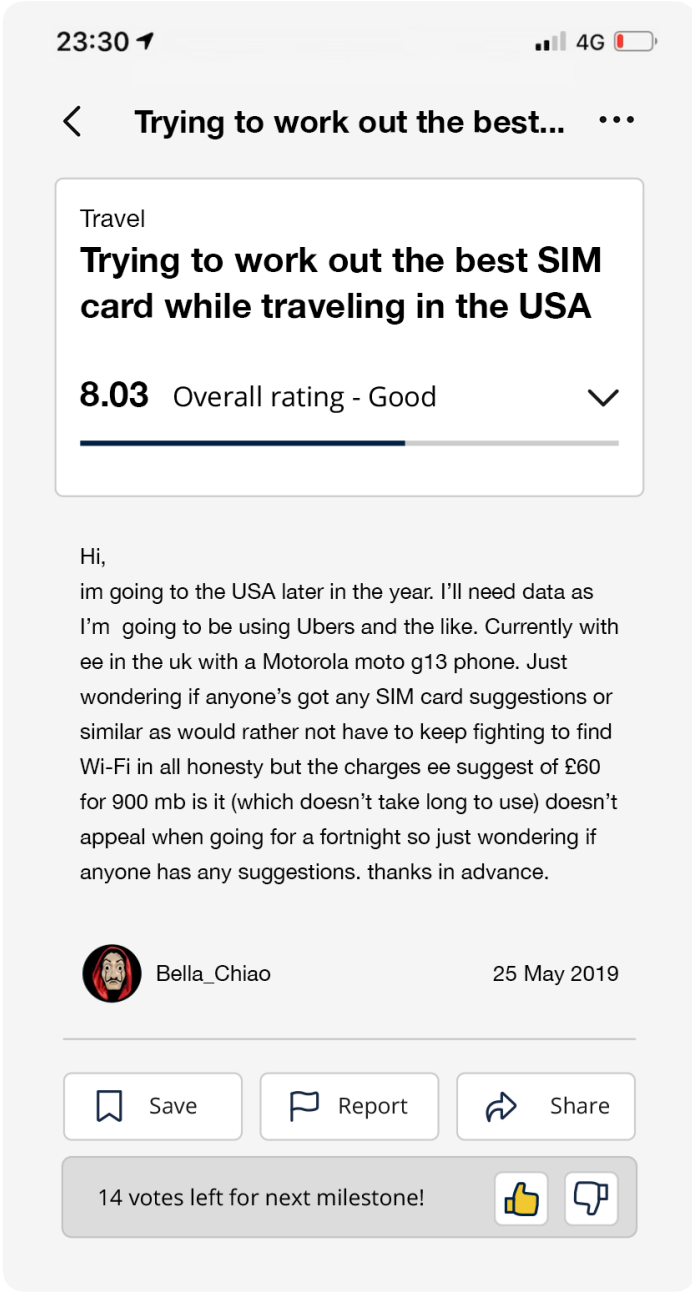 23:30
4G
Trying to work out the best...
Travel
Trying to work out the best SIM
card while traveling in the USA
8.03 Overall rating - Good
Hi,
im going to the USA later in the year. I’ll need data as
I’m  going to be using Ubers and the like. Currently with
ee in the uk with a Motorola moto g13 phone. Just
wondering if anyone’s got any SIM card suggestions or
similar as would rather not have to keep fighting to find
Wi-Fi in all honesty but the charges ee suggest of £60
for 900 mb is it (which doesn’t take long to use) doesn’t
appeal when going for a fortnight so just wondering if
anyone has any suggestions. thanks in advance.
Bella_Chiao 25 May 2019
Save Report Share
14 votes left for next milestone!